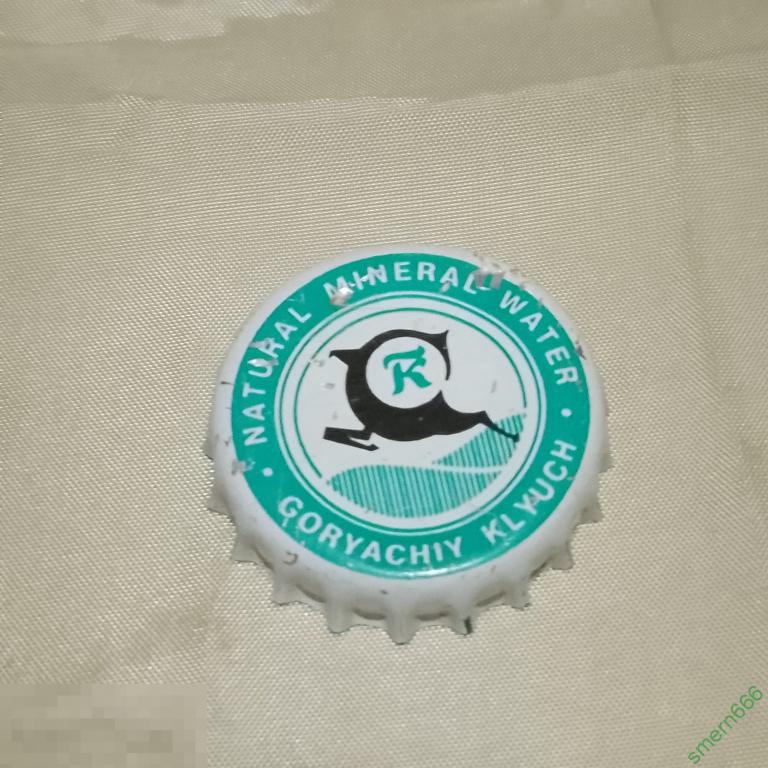 NATURAL MINERAL WATER
GORYACHIY KLYUCH
smern666